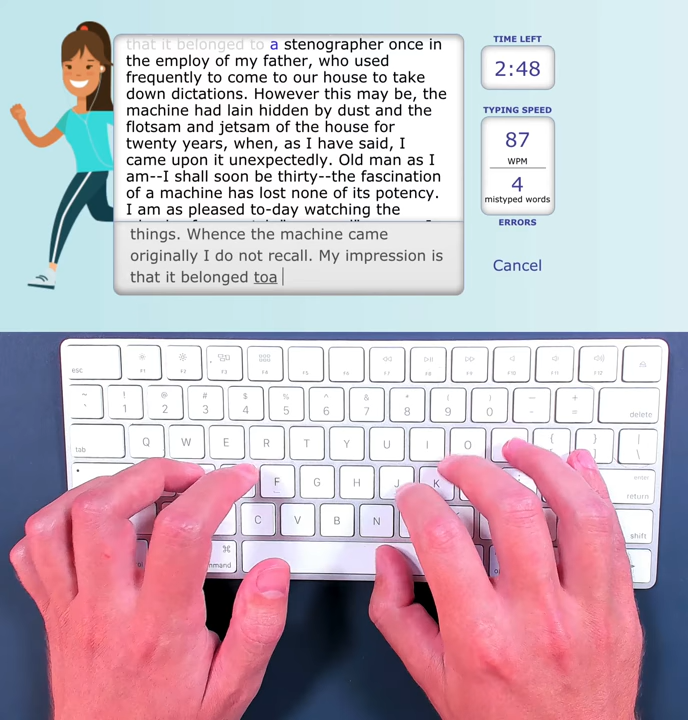 that it belonged to a stenographer once in
the employ of my father, who used
frequently to come to our house to take
down dictations. However this may be, the
machine had lain hidden by dust and the
flotsam and jetsam of the house for
twenty years, when, as I have said, I
came upon it unexpectedly. Old man as I
am--I shall soon be thirty--the fascination
of a machine has lost none of its potency.
I am as pleased to-day watching the
things. Whence the machine came
originally I do not recall. My impression is
that it belonged toa
TIME LEFT
2:48
TYPING SPEED
87
WPM
4
mistyped words
ERRORS
Cancel
esc F1 F2 F3 F4 F5 F6 F7 F8 F9 F10 F11 F12
~ ! @ # $ % ^ & * ( ) _ +
` 1 2 3 4 5 6 7 8 9 0 - = delete
tab Q W E R T Y U I O { } |
[ ] \
F G H J K enter
return
C V B N shift
⌘
mmand